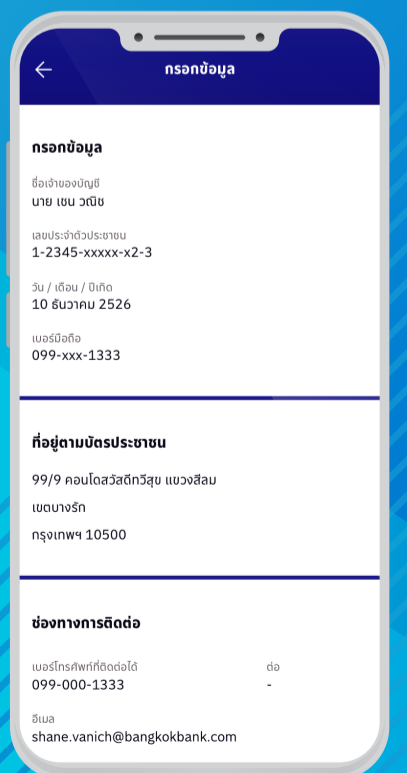 กรอกข้อมูล
กรอกข้อมูล
ชื่อเจ้าของบัญชี
นาย เชน วณิช
เลขประจำตัวประชาชน
1-2345-xxxxx-x2-3
วัน / เดือน / ปีเกิด
10 ธันวาคม 2526
เบอร์มือถือ
099-xxx-1333
ที่อยู่ตามบัตรประชาชน
99/9 คอนโดสวัสดีทวีสุข แขวงสีลม
เขตบางรัก
กรุงเทพฯ 10500
ช่องทางการติดต่อ
เบอร์โทรศัพท์ที่ติดต่อได้ ต่อ
099-000-1333 -
อีเมล
shane.vanich@bangkokbank.com